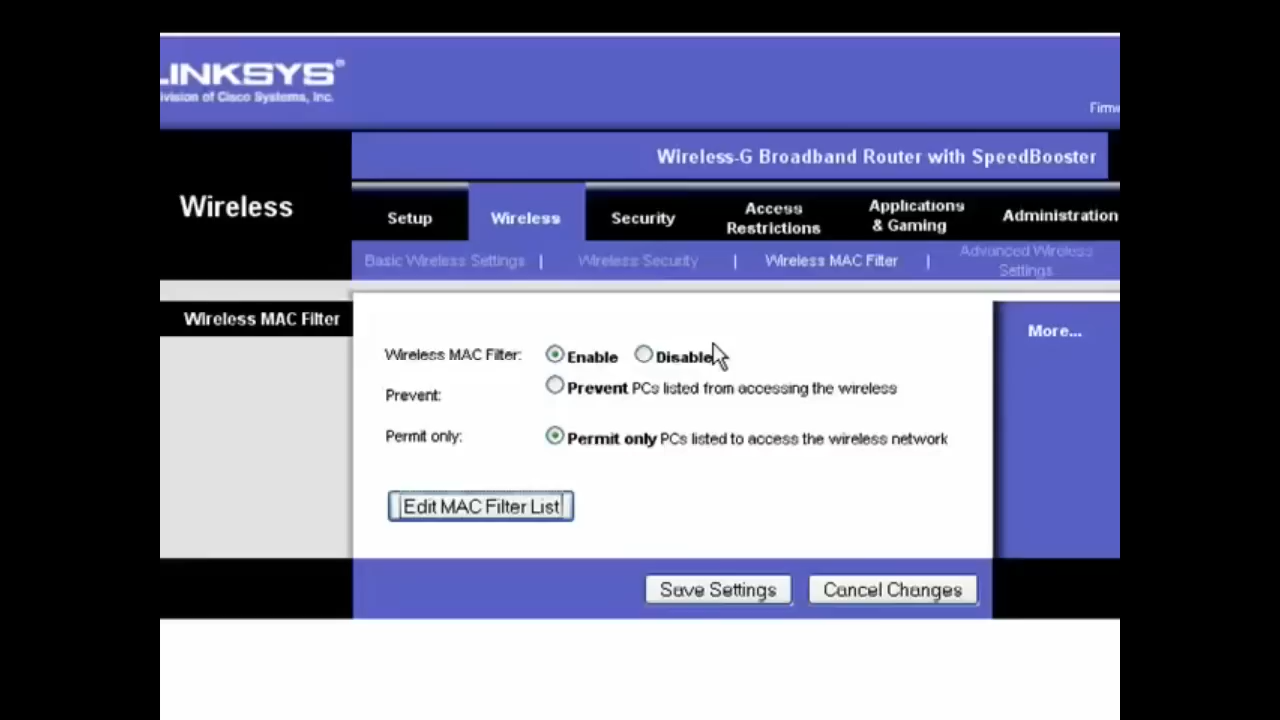 LINKSYS®
ivision of Cisco Systems, Inc.
Firmw
Wireless-G Broadband Router with SpeedBooster
Wireless
Setup
Wireless
Security
Access
Restrictions
Applications
& Gaming
Administration
Basic Wireless Settings | Wireless Security | Wireless MAC Filter | Advanced Wireless
Settings
Wireless MAC Filter
More...
Wireless MAC Filter: Enable Disable
Prevent: Prevent PCs listed from accessing the wireless
Permit only: Permit only PCs listed to access the wireless network
Edit MAC Filter List
Save Settings Cancel Changes